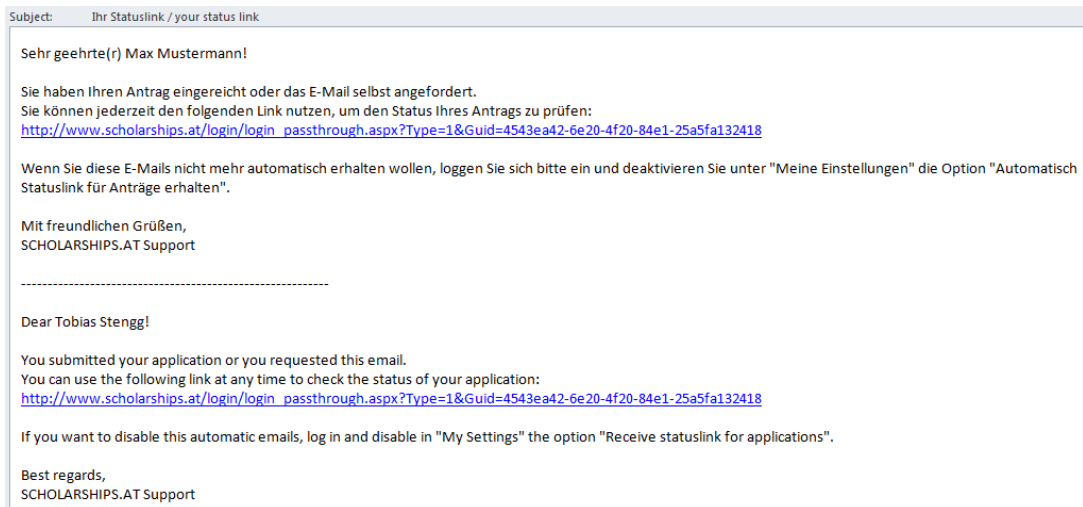 Subject: Ihr Statuslink / your status link
Sehr geehrte(r) Max Mustermann!
Sie haben Ihren Antrag eingereicht oder das E-Mail selbst angefordert.
Sie können jederzeit den folgenden Link nutzen, um den Status Ihres Antrags zu prüfen:
http://www.scholarships.at/login/login_passthrough.aspx?Type=1&Guid=4543ea42-6e20-4f20-84e1-25a5fa132418
Wenn Sie diese E-Mails nicht mehr automatisch erhalten wollen, loggen Sie sich bitte ein und deaktivieren Sie unter "Meine Einstellungen" die Option "Automatisch
Statuslink für Anträge erhalten".
Mit freundlichen Grüßen,
SCHOLARSHIPS.AT Support
----------------------------------------------------------
Dear Tobias Stengg!
You submitted your application or you requested this email.
You can use the following link at any time to check the status of your application:
http://www.scholarships.at/login/login_passthrough.aspx?Type=1&Guid=4543ea42-6e20-4f20-84e1-25a5fa132418
If you want to disable this automatic emails, log in and disable in "My Settings" the option "Receive statuslink for applications".
Best regards,
SCHOLARSHIPS.AT Support